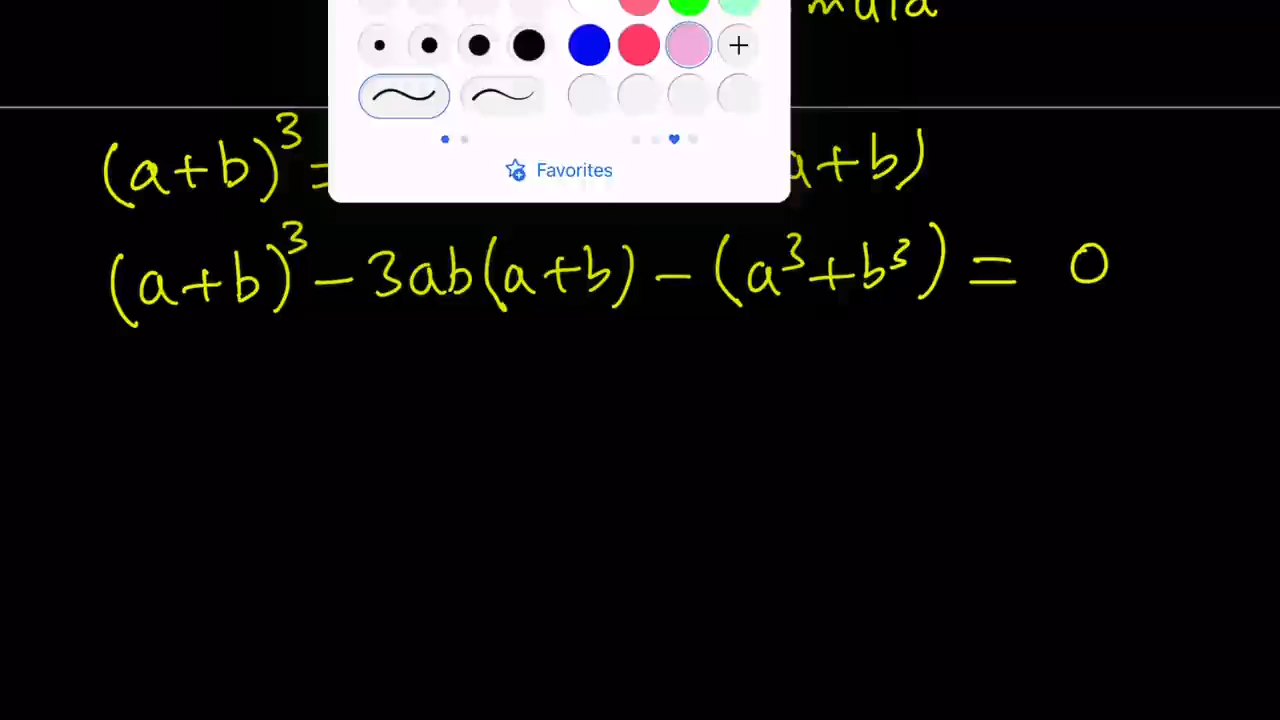 (a+b)³ = a+b)
Favorites
(a+b)³ − 3ab(a+b) − (a³+b³) = 0